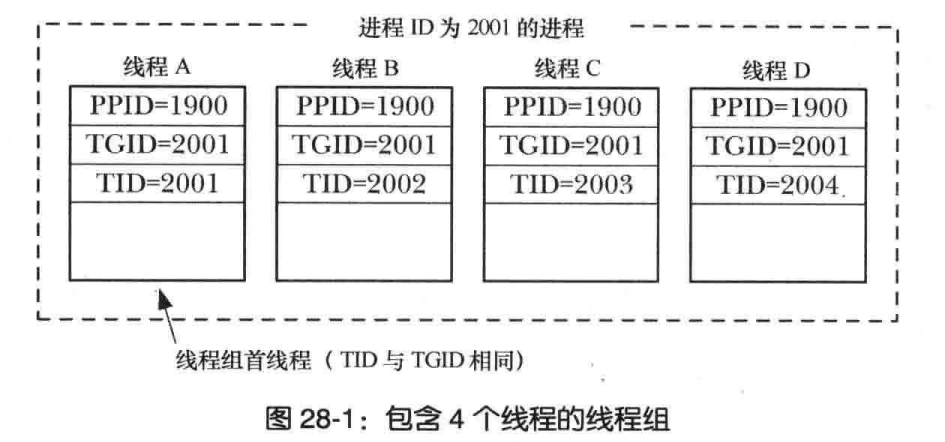 进程 ID 为 2001 的进程
线程 A 线程 B 线程 C 线程 D
PPID=1900 PPID=1900 PPID=1900 PPID=1900
TGID=2001 TGID=2001 TGID=2001 TGID=2001
TID=2001 TID=2002 TID=2003 TID=2004
线程组首线程（TID 与 TGID 相同）
图 28-1：包含 4 个线程的线程组